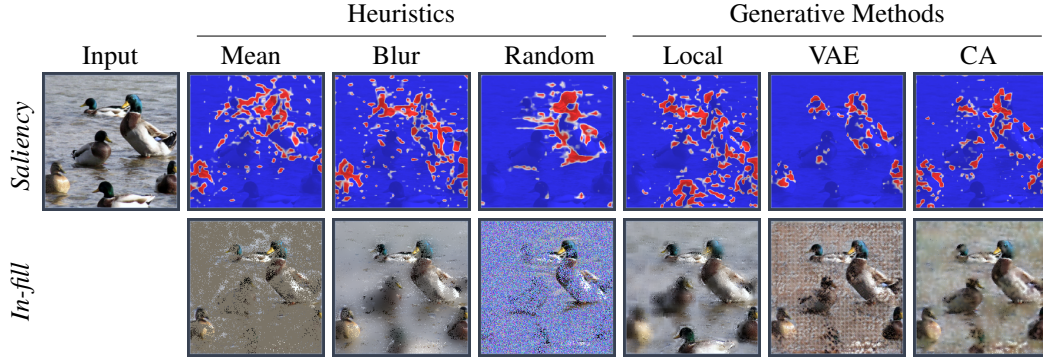 Heuristics Generative Methods
Input Mean Blur Random Local VAE CA
Saliency
In-fill